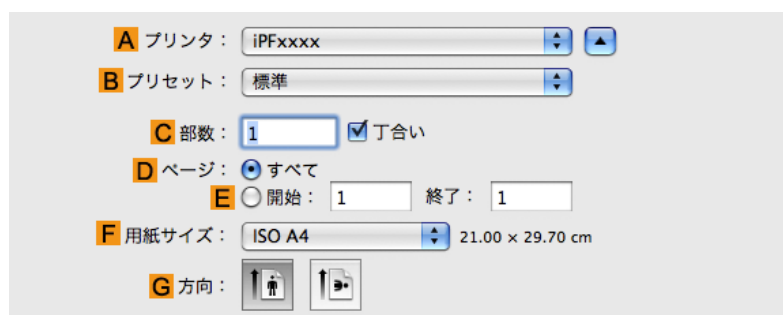 A プリンタ： iPFxxxx
B プリセット： 標準
C 部数： 1 丁合い
D ページ： すべて
E 開始： 1 終了： 1
F 用紙サイズ： ISO A4 21.00 × 29.70 cm
G 方向：